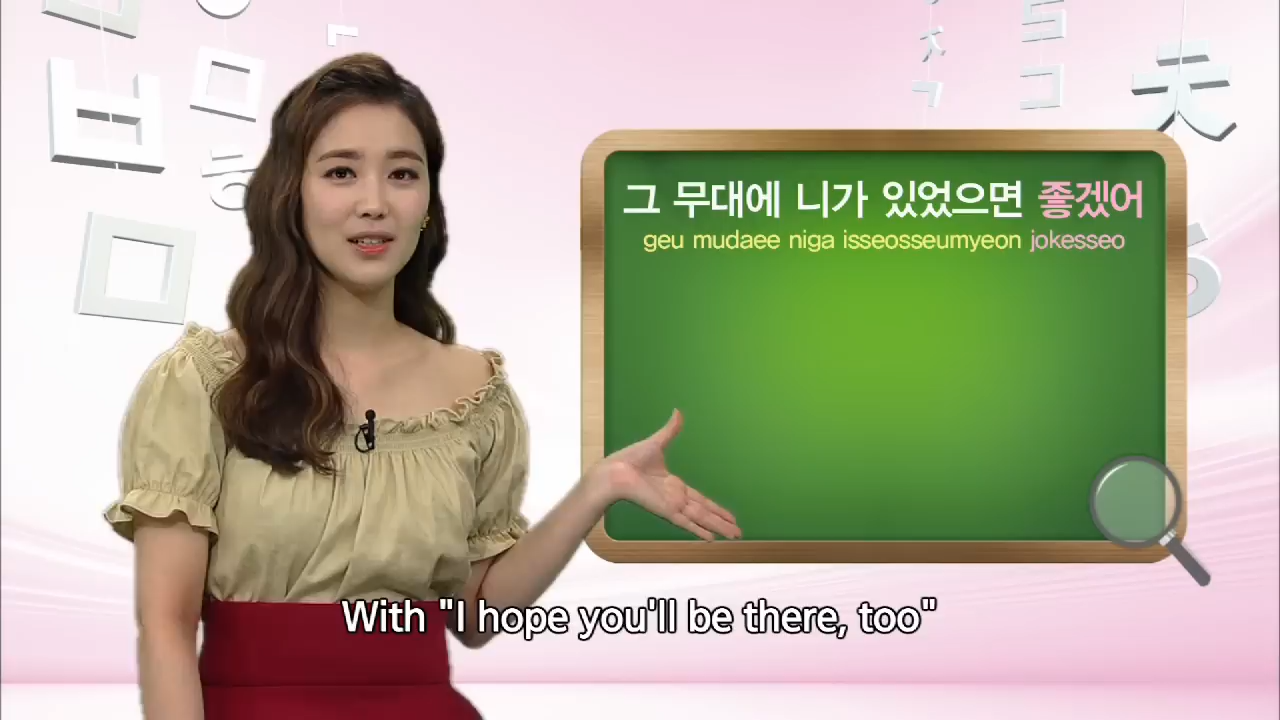 그 무대에 니가 있었으면 좋겠어
geu mudaee niga isseosseumyeon jokesseo
With "I hope you'll be there, too"